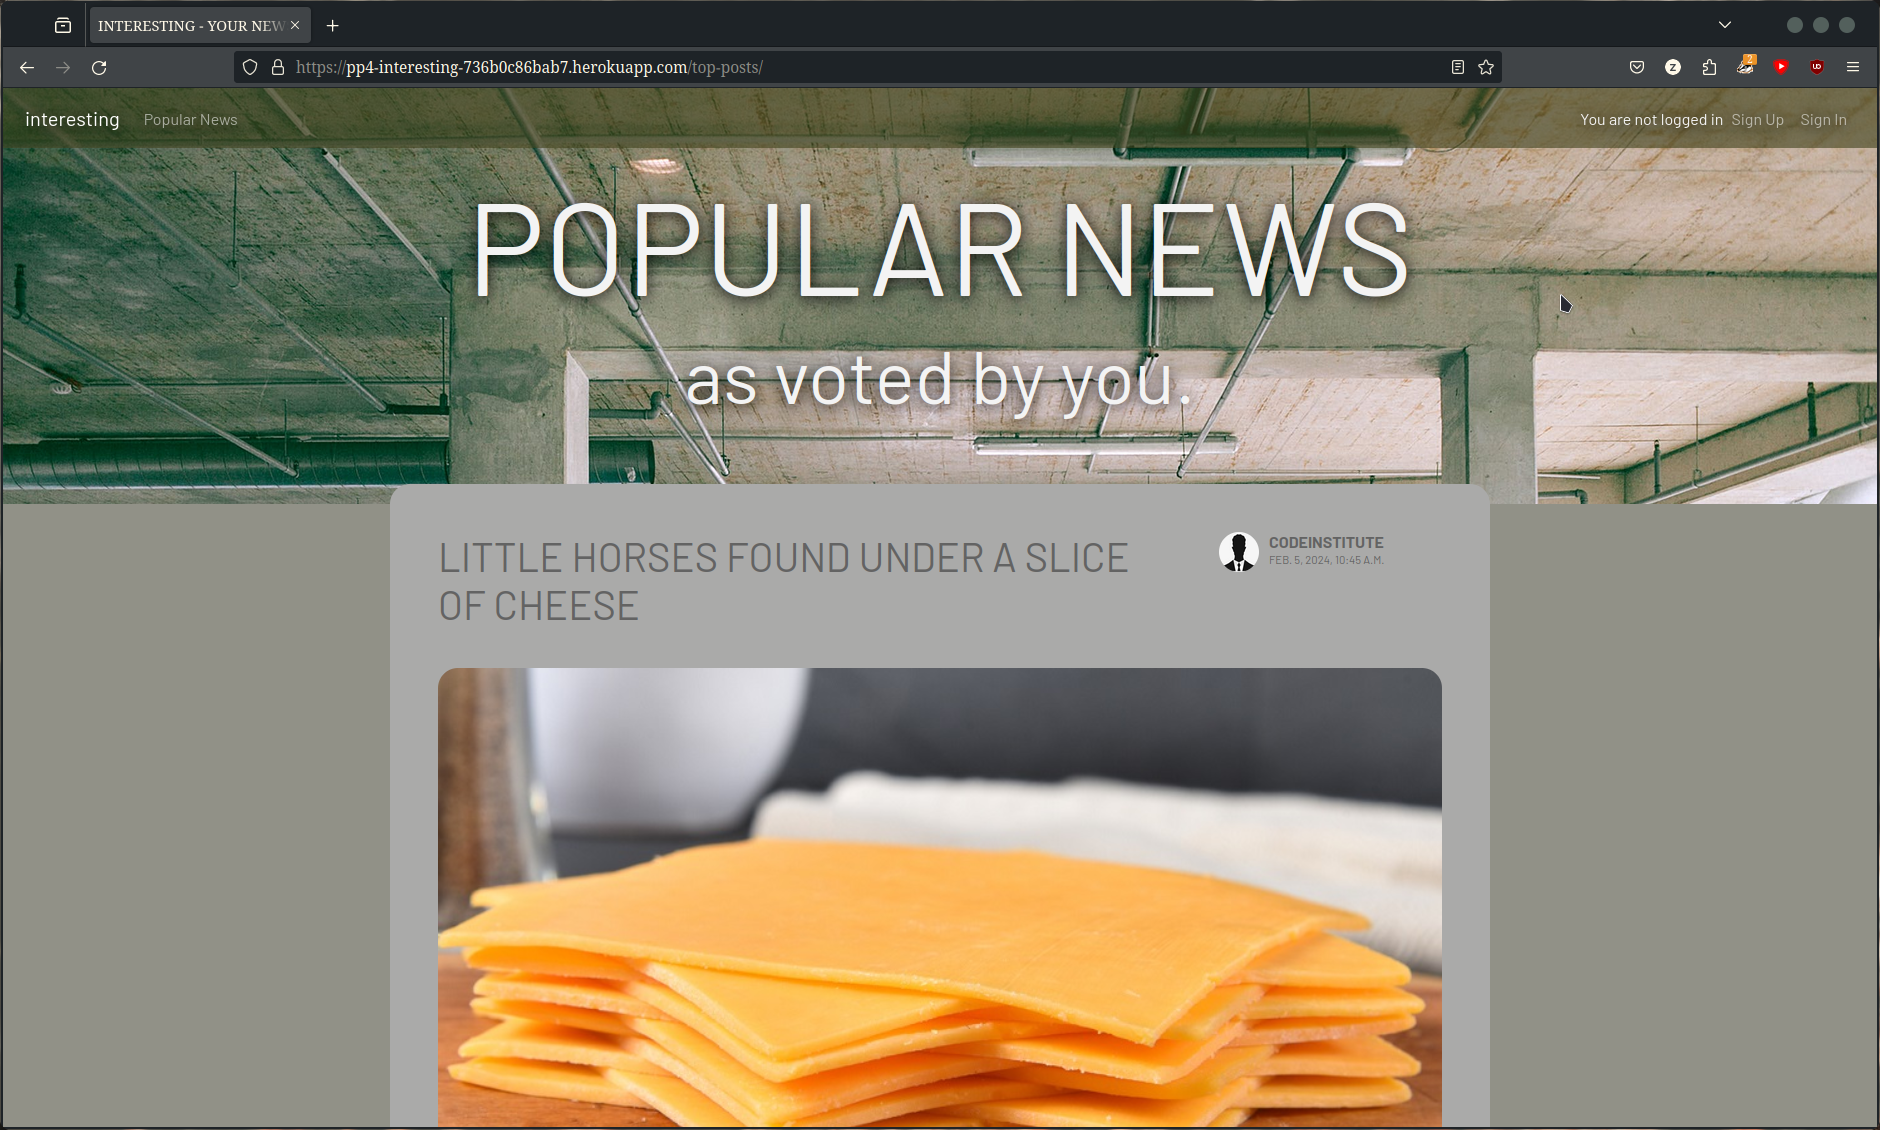 INTERESTING - YOUR NEW
https://pp4-interesting-736b0c86bab7.herokuapp.com/top-posts/
2
Z
UO
interesting Popular News You are not logged in Sign Up Sign In
POPULAR NEWS
as voted by you.
LITTLE HORSES FOUND UNDER A SLICE
OF CHEESE
CODEINSTITUTE
FEB. 5, 2024, 10:45 A.M.